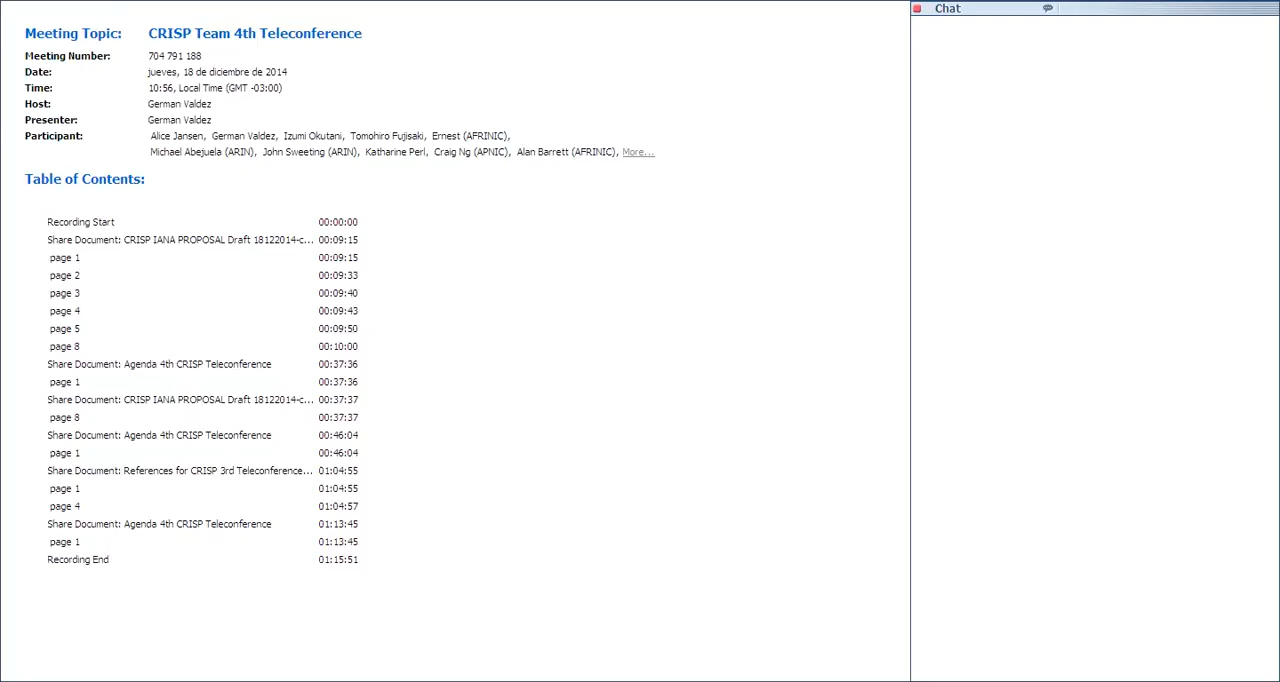 Meeting Topic: CRISP Team 4th Teleconference
Meeting Number: 704 791 188
Date: jueves, 18 de diciembre de 2014
Time: 10:56, Local Time (GMT -03:00)
Host: German Valdez
Presenter: German Valdez
Participant: Alice Jansen, German Valdez, Izumi Okutani, Tomohiro Fujisaki, Ernest (AFRINIC),
Michael Abejuela (ARIN), John Sweeting (ARIN), Katharine Perl, Craig Ng (APNIC), Alan Barrett (AFRINIC), More...
Table of Contents:
Recording Start 00:00:00
Share Document: CRISP IANA PROPOSAL Draft 18122014-c... 00:09:15
page 1 00:09:15
page 2 00:09:33
page 3 00:09:40
page 4 00:09:43
page 5 00:09:50
page 8 00:10:00
Share Document: Agenda 4th CRISP Teleconference 00:37:36
page 1 00:37:36
Share Document: CRISP IANA PROPOSAL Draft 18122014-c... 00:37:37
page 8 00:37:37
Share Document: Agenda 4th CRISP Teleconference 00:46:04
page 1 00:46:04
Share Document: References for CRISP 3rd Teleconference... 01:04:55
page 1 01:04:55
page 4 01:04:57
Share Document: Agenda 4th CRISP Teleconference 01:13:45
page 1 01:13:45
Recording End 01:15:51
Chat